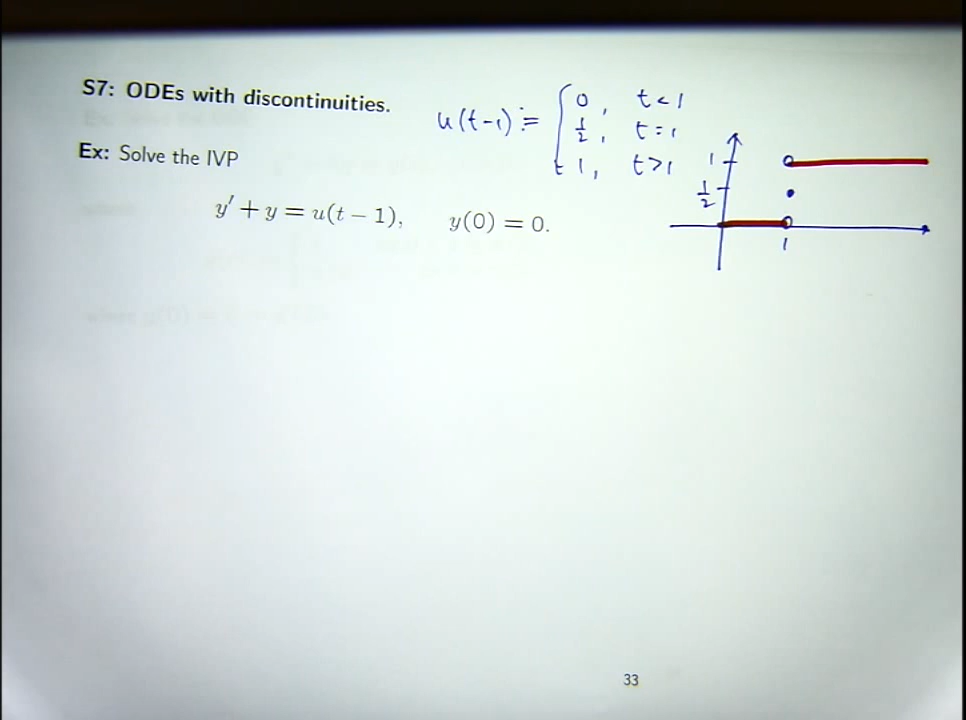 S7: ODEs with discontinuities.
u(t-1) := { 0, t < 1
1/2, t = 1
1, t > 1
Ex: Solve the IVP
y′ + y = u(t − 1), y(0) = 0.
1
1/2
1
33